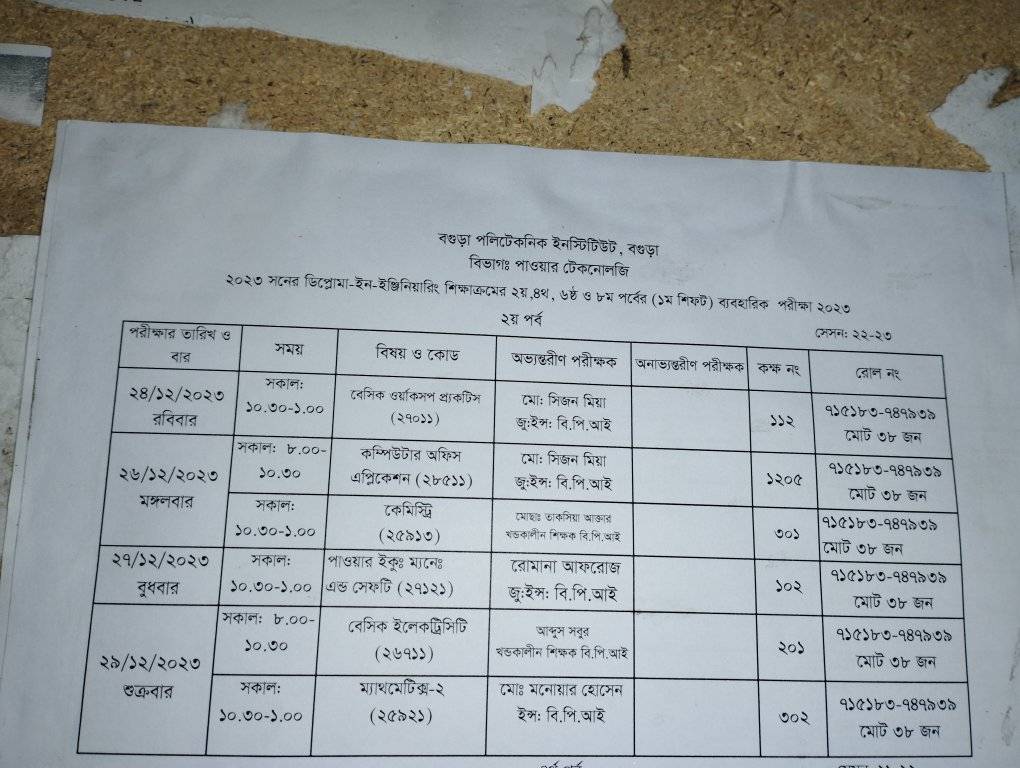 বগুড়া পলিটেকনিক ইনস্টিটিউট, বগুড়া
বিভাগঃ পাওয়ার টেকনোলজি
২০২৩ সনের ডিপ্লোমা-ইন-ইঞ্জিনিয়ারিং শিক্ষাক্রমের ২য়,৪র্থ, ৬ষ্ঠ ও ৮ম পর্বের (১ম শিফট) ব্যবহারিক পরীক্ষা ২০২৩
২য় পর্ব
সেসন: ২২-২৩
পরীক্ষার তারিখ ও
বার
সময়
বিষয় ও কোড
অভ্যন্তরীণ পরীক্ষক
অনাভ্যন্তরীণ পরীক্ষক
কক্ষ নং
রোল নং
২৪/১২/২০২৩
রবিবার
সকাল:
১০.৩০-১.০০
বেসিক ওয়ার্কসপ প্র্যাকটিস
(২৭০১১)
মো: সিজন মিয়া
জু:ইন্স: বি.পি.আই
১১২
৭১৫১৮৩-৭৪৭৯৩৯
মোট ৩৮ জন
২৬/১২/২০২৩
মঙ্গলবার
সকাল: ৮.০০-
১০.৩০
কম্পিউটার অফিস
এপ্লিকেশন (২৮৫১১)
মো: সিজন মিয়া
জু:ইন্স: বি.পি.আই
১২০৫
৭১৫১৮৩-৭৪৭৯৩৯
মোট ৩৮ জন
সকাল:
১০.৩০-১.০০
কেমিস্ট্রি
(২৫৯১৩)
মোছাঃ তাকসিয়া আক্তার
খন্ডকালীন শিক্ষক বি.পি.আই
৩০১
৭১৫১৮৩-৭৪৭৯৩৯
মোট ৩৮ জন
২৭/১২/২০২৩
বুধবার
সকাল:
১০.৩০-১.০০
পাওয়ার ইকুঃ ম্যানেঃ
এন্ড সেফটি (২৭১২১)
রোমানা আফরোজ
জু:ইন্স: বি.পি.আই
১০২
৭১৫১৮৩-৭৪৭৯৩৯
মোট ৩৮ জন
২৯/১২/২০২৩
শুক্রবার
সকাল: ৮.০০-
১০.৩০
বেসিক ইলেকট্রিসিটি
(২৬৭১১)
আব্দুস সবুর
খন্ডকালীন শিক্ষক বি.পি.আই
২০১
৭১৫১৮৩-৭৪৭৯৩৯
মোট ৩৮ জন
সকাল:
১০.৩০-১.০০
ম্যাথমেটিক্স-২
(২৫৯২১)
মোঃ মনোয়ার হোসেন
ইন্স: বি.পি.আই
৩০২
৭১৫১৮৩-৭৪৭৯৩৯
মোট ৩৮ জন